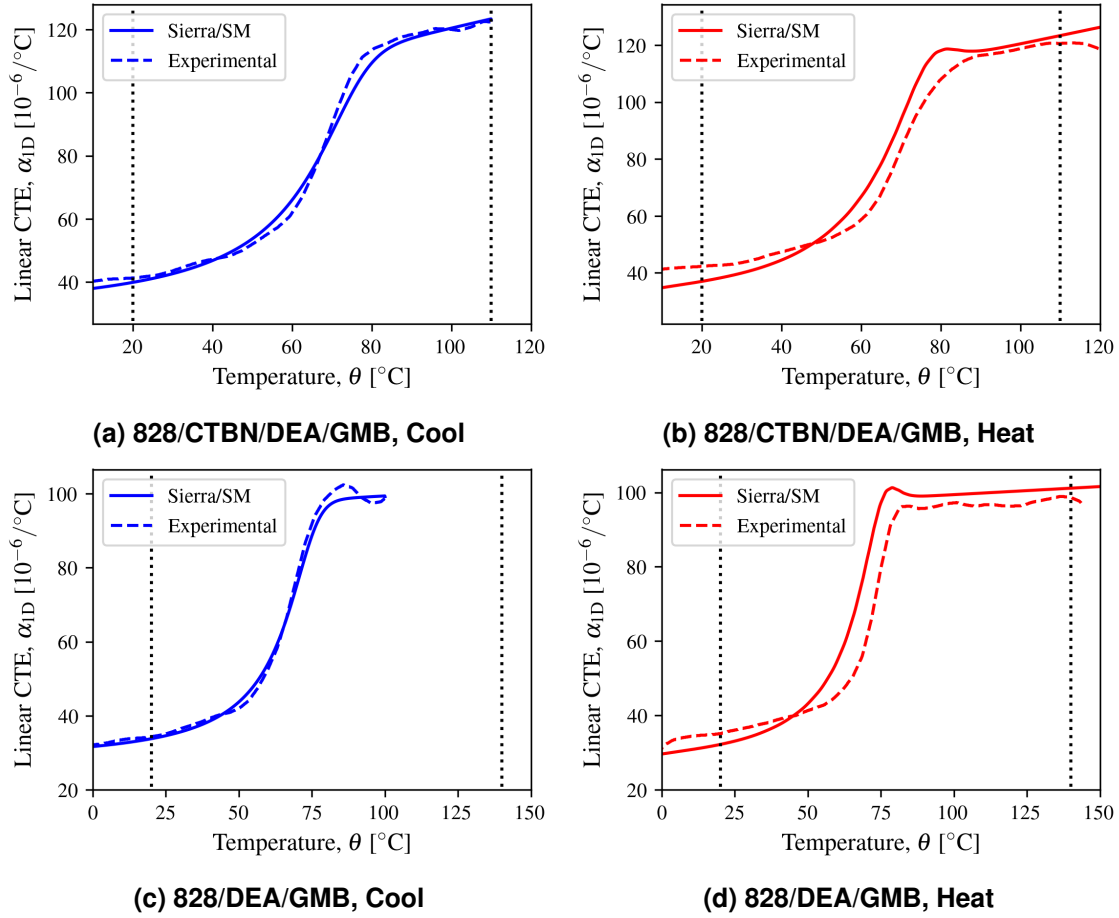 Sierra/SM
Experimental
Linear CTE, α1D [10−6/°C]
120
100
80
60
40
20 40 60 80 100 120
Temperature, θ [°C]
(a) 828/CTBN/DEA/GMB, Cool
Sierra/SM
Experimental
Linear CTE, α1D [10−6/°C]
120
100
80
60
40
20 40 60 80 100 120
Temperature, θ [°C]
(b) 828/CTBN/DEA/GMB, Heat
Sierra/SM
Experimental
Linear CTE, α1D [10−6/°C]
100
80
60
40
20
0 25 50 75 100 125 150
Temperature, θ [°C]
(c) 828/DEA/GMB, Cool
Sierra/SM
Experimental
Linear CTE, α1D [10−6/°C]
100
80
60
40
20
0 25 50 75 100 125 150
Temperature, θ [°C]
(d) 828/DEA/GMB, Heat